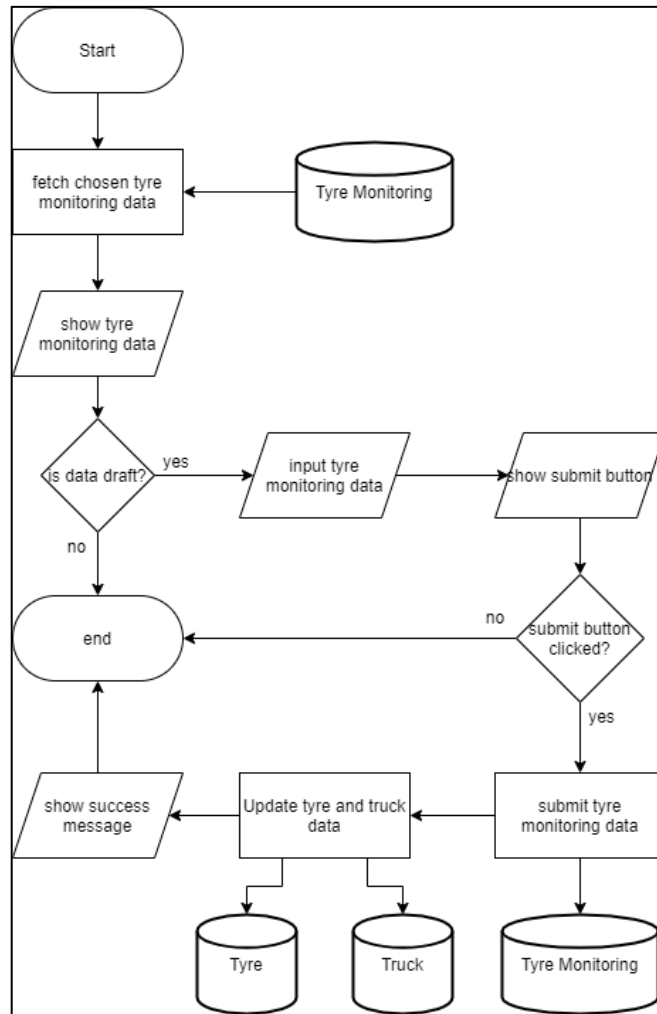 Start
fetch chosen tyre
monitoring data
Tyre Monitoring
show tyre
monitoring data
is data draft?
yes
input tyre
monitoring data
show submit button
no
end
no
submit button
clicked?
yes
show success
message
Update tyre and truck
data
submit tyre
monitoring data
Tyre
Truck
Tyre Monitoring